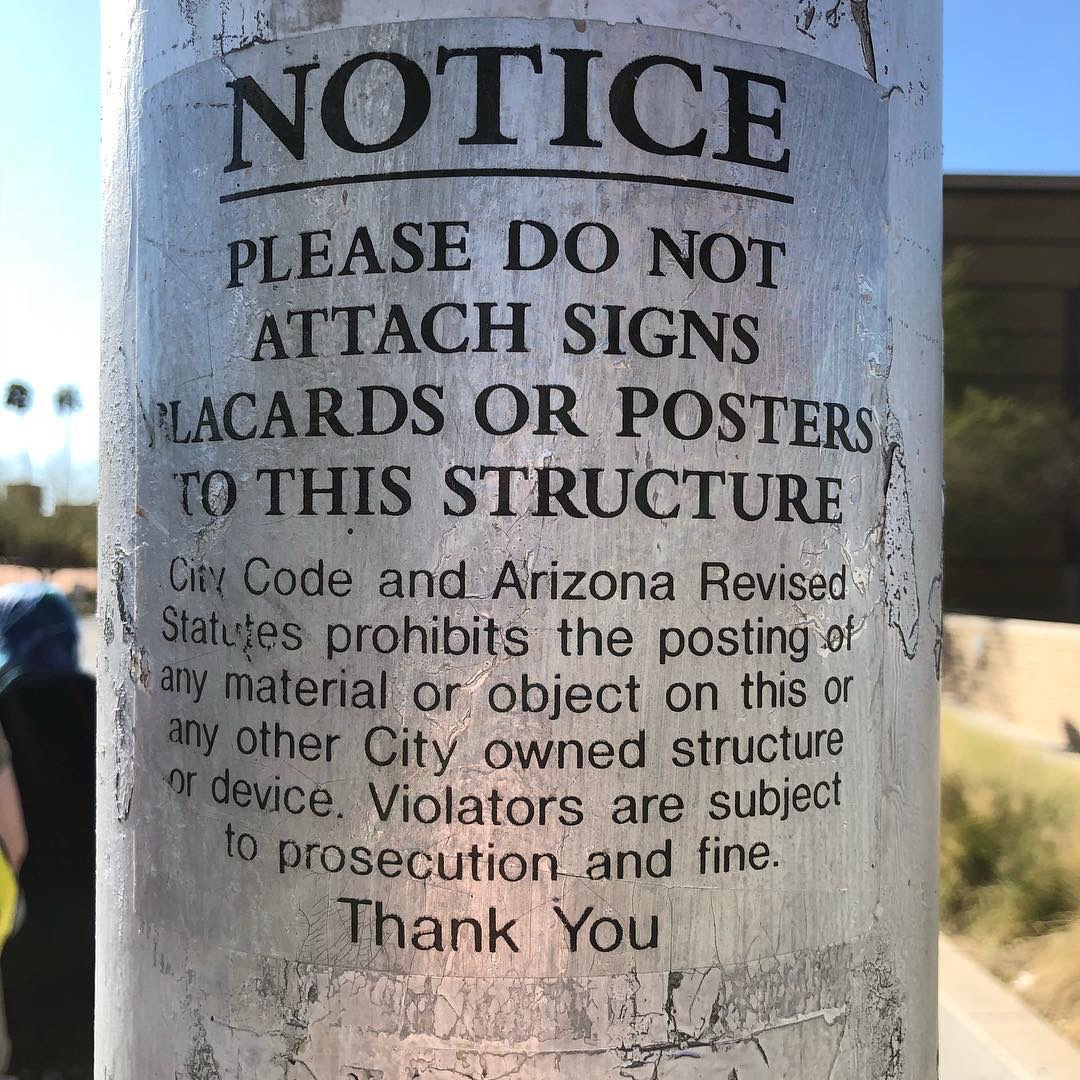 NOTICE
PLEASE DO NOT
ATTACH SIGNS
PLACARDS OR POSTERS
TO THIS STRUCTURE
City Code and Arizona Revised
Statutes prohibits the posting of
any material or object on this or
any other City owned structure
or device. Violators are subject
to prosecution and fine.
Thank You